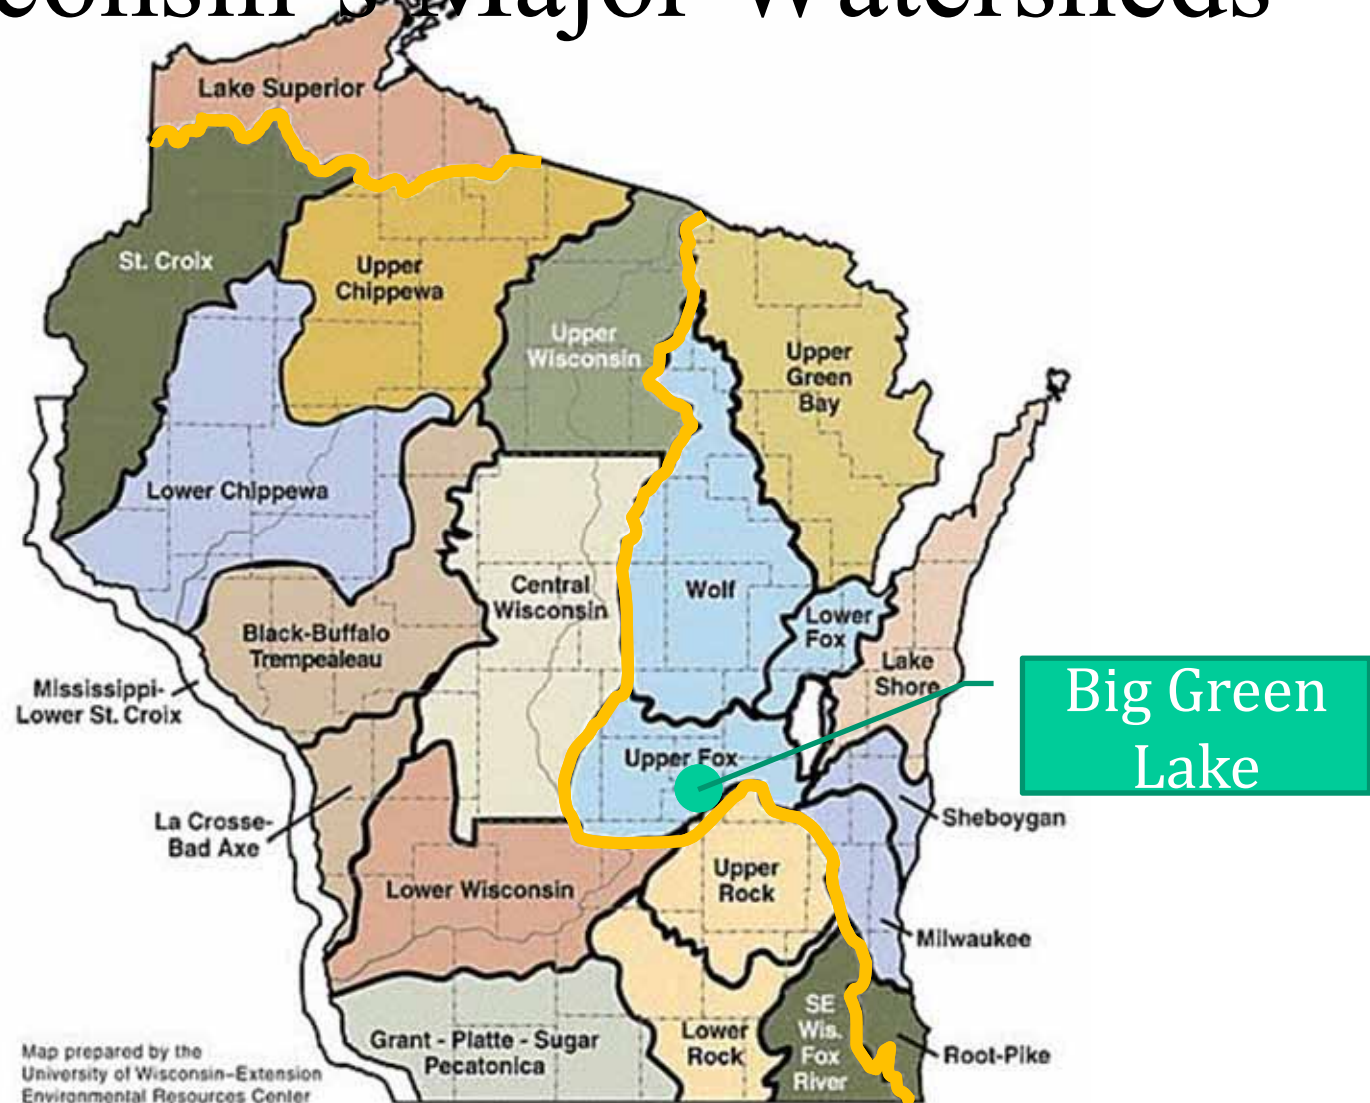 consin's Major Watersheds
Lake Superior
St. Croix
Upper
Chippewa
Upper
Wisconsin
Upper
Green
Bay
Lower Chippewa
Central
Wisconsin
Wolf
Lower
Fox
Black-Buffalo
Trempealeau
Lake
Shore
Mississippi-
Lower St. Croix
Big Green
Lake
Upper Fox
La Crosse-
Bad Axe
Sheboygan
Upper
Rock
Lower Wisconsin
Milwaukee
SE
Wis.
Fox
River
Lower
Rock
Grant - Platte - Sugar
Pecatonica
Root-Pike
Map prepared by the
University of Wisconsin–Extension
Environmental Resources Center